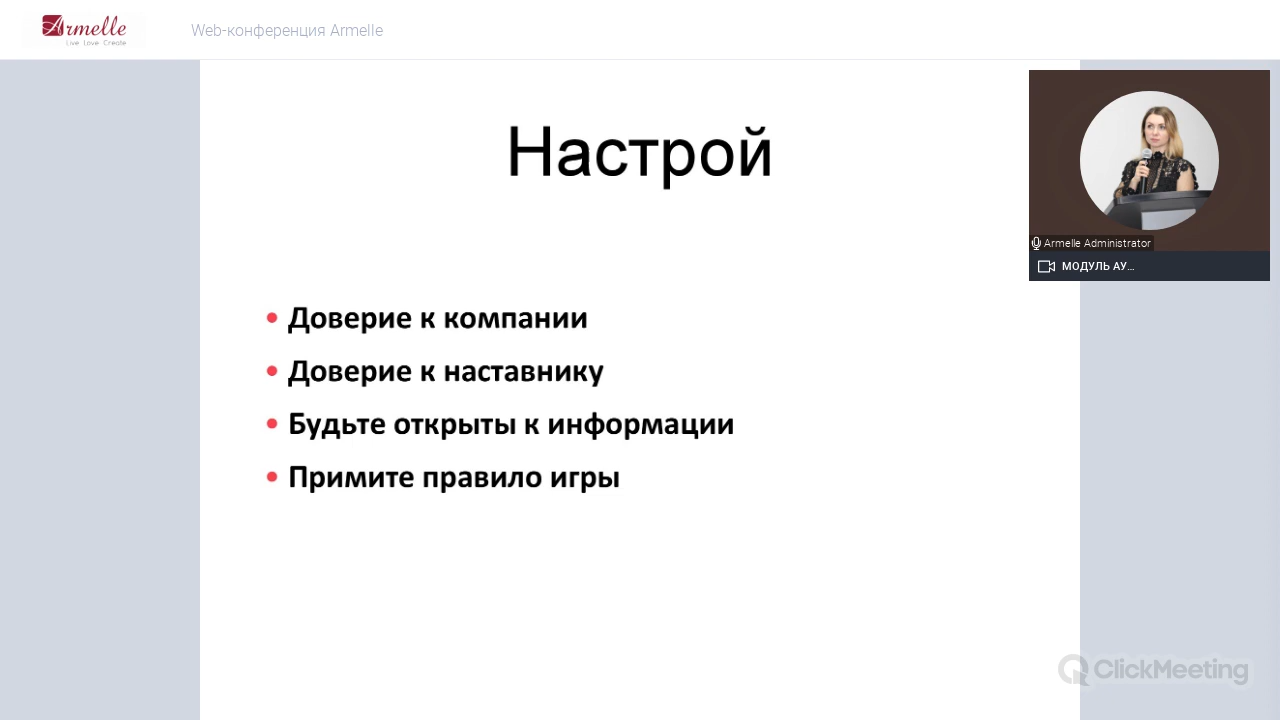 Armelle
Live Love Create
Web-конференция Armelle
Настрой
Armelle Administrator
МОДУЛЬ АУ...
• Доверие к компании
• Доверие к наставнику
• Будьте открыты к информации
• Примите правило игры
ClickMeeting